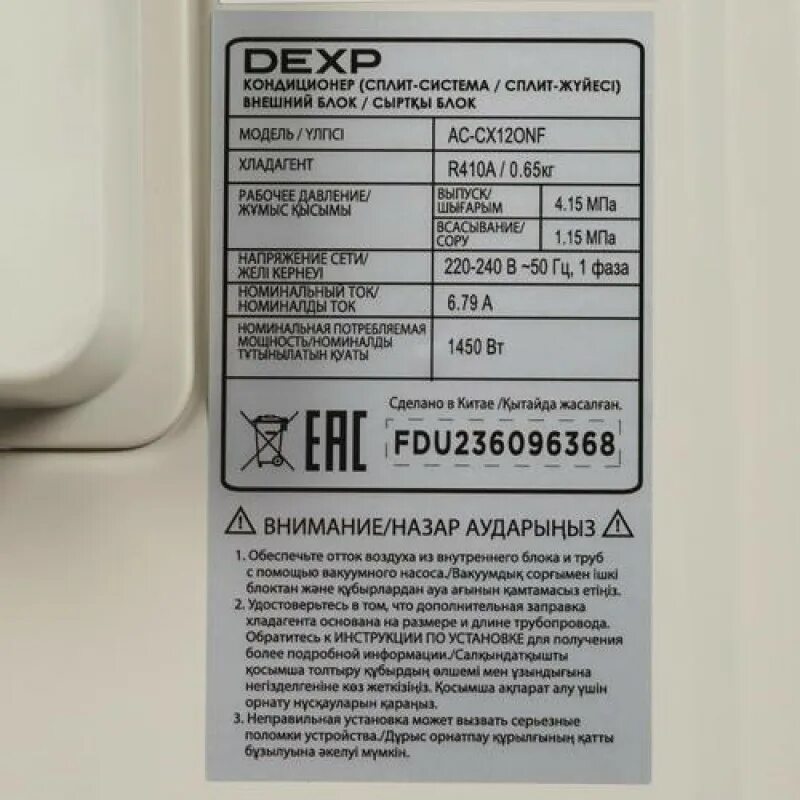 DEXP
КОНДИЦИОНЕР (СПЛИТ-СИСТЕМА / СПЛИТ-ЖҮЙЕСІ)
ВНЕШНИЙ БЛОК / СЫРТҚЫ БЛОК
МОДЕЛЬ / ҮЛГІСІ AC-CX12ONF
ХЛАДАГЕНТ R410A / 0.65кг
РАБОЧЕЕ ДАВЛЕНИЕ/
ЖҰМЫС ҚЫСЫМЫ
ВЫПУСК/
ШЫҒАРЫМ
4.15 МПа
ВСАСЫВАНИЕ/
СОРУ
1.15 МПа
НАПРЯЖЕНИЕ СЕТИ/
ЖЕЛІ КЕРНЕУІ
220-240 В ~50 Гц, 1 фаза
НОМИНАЛЬНЫЙ ТОК/
НОМИНАЛДЫ ТОК
6.79 А
НОМИНАЛЬНАЯ ПОТРЕБЛЯЕМАЯ
МОЩНОСТЬ/НОМИНАЛДЫ
ТҰТЫНЫЛАТЫН ҚУАТЫ
1450 Вт
Сделано в Китае /Қытайда жасалған.
EAC FDU236096368
ВНИМАНИЕ/НАЗАР АУДАРЫҢЫЗ
1. Обеспечьте отток воздуха из внутреннего блока и труб
с помощью вакуумного насоса./Вакуумдық сорғымен ішкі
блоктан және құбырлардан ауа ағынын қамтамасыз етіңіз.
2. Удостоверьтесь в том, что дополнительная заправка
хладагента основана на размере и длине трубопровода.
Обратитесь к ИНСТРУКЦИИ ПО УСТАНОВКЕ для получения
более подробной информации./Салқындатқышты
қосымша толтыру құбырдың өлшемі мен ұзындығына
негізделгеніне көз жеткізіңіз. Қосымша ақпарат алу үшін
орнату нұсқауларын қараңыз.
3. Неправильная установка может вызвать серьезные
поломки устройства./Дұрыс орнатпау құрылғының қатты
бұзылуына әкелуі мүмкін.